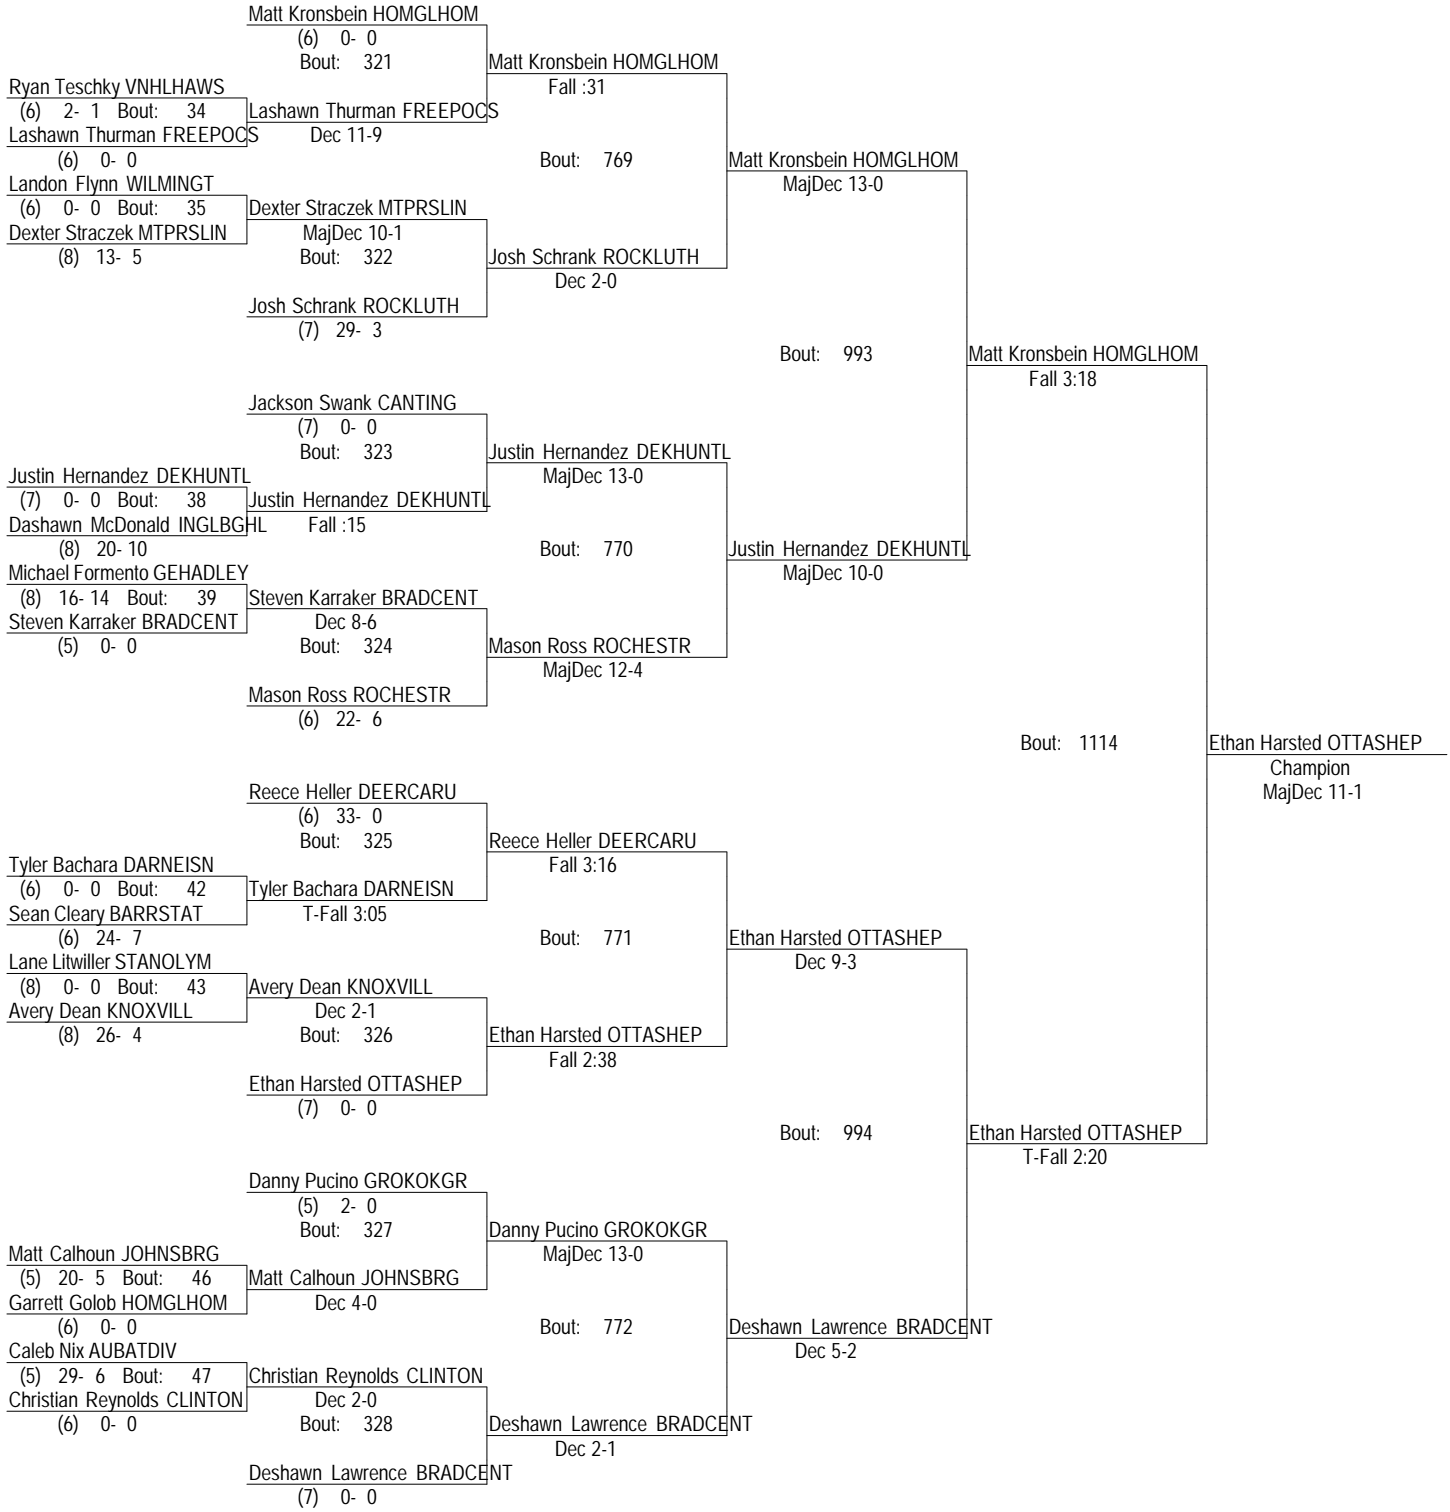 Matt Kronsbein HOMGLHOM
(6) 0- 0
Bout: 321
Matt Kronsbein HOMGLHOM
Fall :31
Ryan Teschky VNHLHAWS
(6) 2- 1 Bout: 34
Lashawn Thurman FREEPOCS
Lashawn Thurman FREEPOCS
Dec 11-9
(6) 0- 0
Bout: 769
Matt Kronsbein HOMGLHOM
MajDec 13-0
Landon Flynn WILMINGT
(6) 0- 0 Bout: 35
Dexter Straczek MTPRSLIN
Dexter Straczek MTPRSLIN
MajDec 10-1
(8) 13- 5
Bout: 322
Josh Schrank ROCKLUTH
Dec 2-0
Josh Schrank ROCKLUTH
(7) 29- 3
Bout: 993
Matt Kronsbein HOMGLHOM
Fall 3:18
Jackson Swank CANTING
(7) 0- 0
Bout: 323
Justin Hernandez DEKHUNTL
MajDec 13-0
Justin Hernandez DEKHUNTL
(7) 0- 0 Bout: 38
Justin Hernandez DEKHUNTL
Dashawn McDonald INGLBGHL
Fall :15
(8) 20- 10
Bout: 770
Justin Hernandez DEKHUNTL
MajDec 10-0
Michael Formento GEHADLEY
(8) 16- 14 Bout: 39
Steven Karraker BRADCENT
Steven Karraker BRADCENT
Dec 8-6
(5) 0- 0
Bout: 324
Mason Ross ROCHESTR
MajDec 12-4
Mason Ross ROCHESTR
(6) 22- 6
Bout: 1114
Ethan Harsted OTTASHEP
Champion
MajDec 11-1
Reece Heller DEERCARU
(6) 33- 0
Bout: 325
Reece Heller DEERCARU
Fall 3:16
Tyler Bachara DARNEISN
(6) 0- 0 Bout: 42
Tyler Bachara DARNEISN
Sean Cleary BARRSTAT
T-Fall 3:05
(6) 24- 7
Bout: 771
Ethan Harsted OTTASHEP
Dec 9-3
Lane Litwiller STANOLYM
(8) 0- 0 Bout: 43
Avery Dean KNOXVILL
Avery Dean KNOXVILL
Dec 2-1
(8) 26- 4
Bout: 326
Ethan Harsted OTTASHEP
Fall 2:38
Ethan Harsted OTTASHEP
(7) 0- 0
Bout: 994
Ethan Harsted OTTASHEP
T-Fall 2:20
Danny Pucino GROKOKGR
(5) 2- 0
Bout: 327
Danny Pucino GROKOKGR
MajDec 13-0
Matt Calhoun JOHNSBRG
(5) 20- 5 Bout: 46
Matt Calhoun JOHNSBRG
Garrett Golob HOMGLHOM
Dec 4-0
(6) 0- 0
Bout: 772
Deshawn Lawrence BRADCENT
Dec 5-2
Caleb Nix AUBATDIV
(5) 29- 6 Bout: 47
Christian Reynolds CLINTON
Christian Reynolds CLINTON
Dec 2-0
(6) 0- 0
Bout: 328
Deshawn Lawrence BRADCENT
Dec 2-1
Deshawn Lawrence BRADCENT
(7) 0- 0